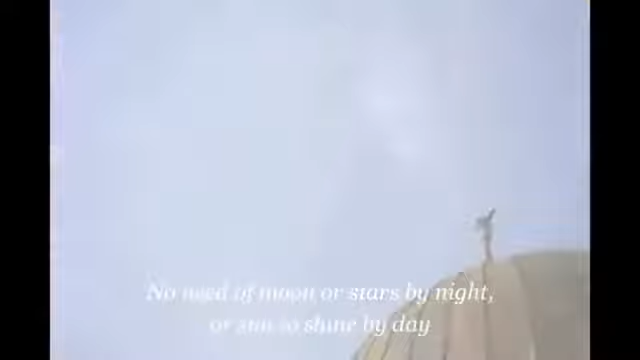 No need of moon or stars by night,
or sun to shine by day